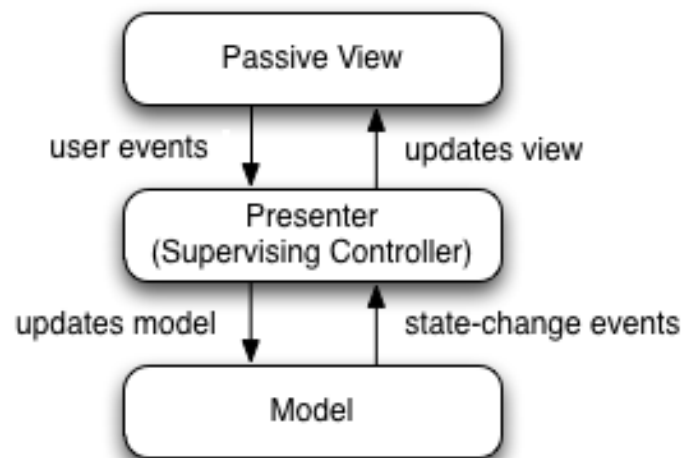 Passive View
user events
updates view
Presenter
(Supervising Controller)
updates model
state-change events
Model